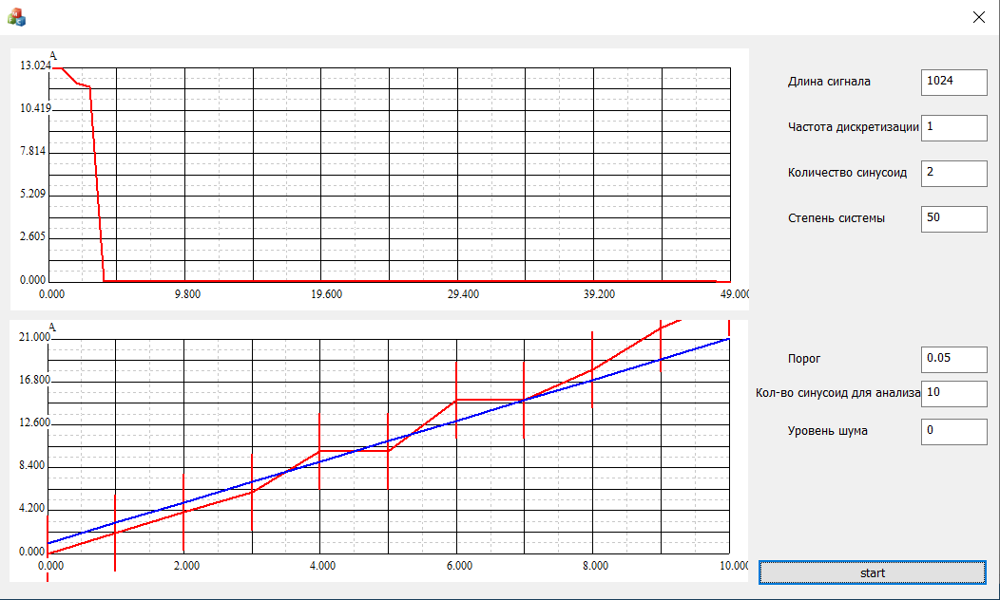 A
13.024
10.419
7.814
5.209
2.605
0.000
0.000 9.800 19.600 29.400 39.200 49.000
A
21.000
16.800
12.600
8.400
4.200
0.000
0.000 2.000 4.000 6.000 8.000 10.000
Длина сигнала 1024
Частота дискретизации 1
Количество синусоид 2
Степень системы 50
Порог 0.05
Кол-во синусоид для анализа 10
Уровень шума 0
start